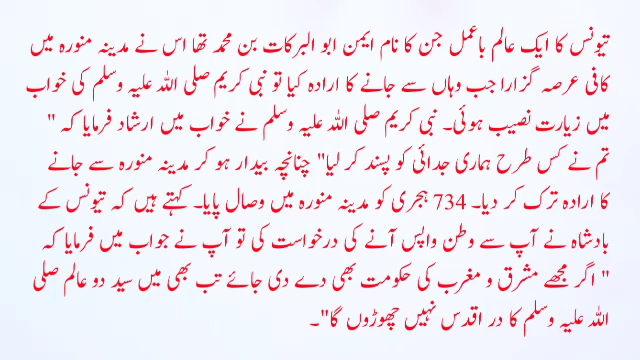 تیونس کا ایک عالم باعمل جن کا نام ایمن ابو البرکات بن محمد تھا اس نے مدینہ منورہ میں
کافی عرصہ گزارا جب وہاں سے جانے کا ارادہ کیا تو نبی کریم صلی اللہ علیہ وسلم کی خواب
میں زیارت نصیب ہوئی۔ نبی کریم صلی اللہ علیہ وسلم نے خواب میں ارشاد فرمایا کہ "
تم نے کس طرح ہماری جدائی کو پسند کر لیا" چنانچہ بیدار ہو کر مدینہ منورہ سے جانے
کا ارادہ ترک کر دیا۔ 734 ہجری کو مدینہ منورہ میں وصال پایا۔ کہتے ہیں کہ تیونس کے
بادشاہ نے آپ سے وطن واپس آنے کی درخواست کی تو آپ نے جواب میں فرمایا کہ
" اگر مجھے مشرق و مغرب کی حکومت بھی دے دی جائے تب بھی میں سید دو عالم صلی
اللہ علیہ وسلم کا در اقدس نہیں چھوڑوں گا"۔